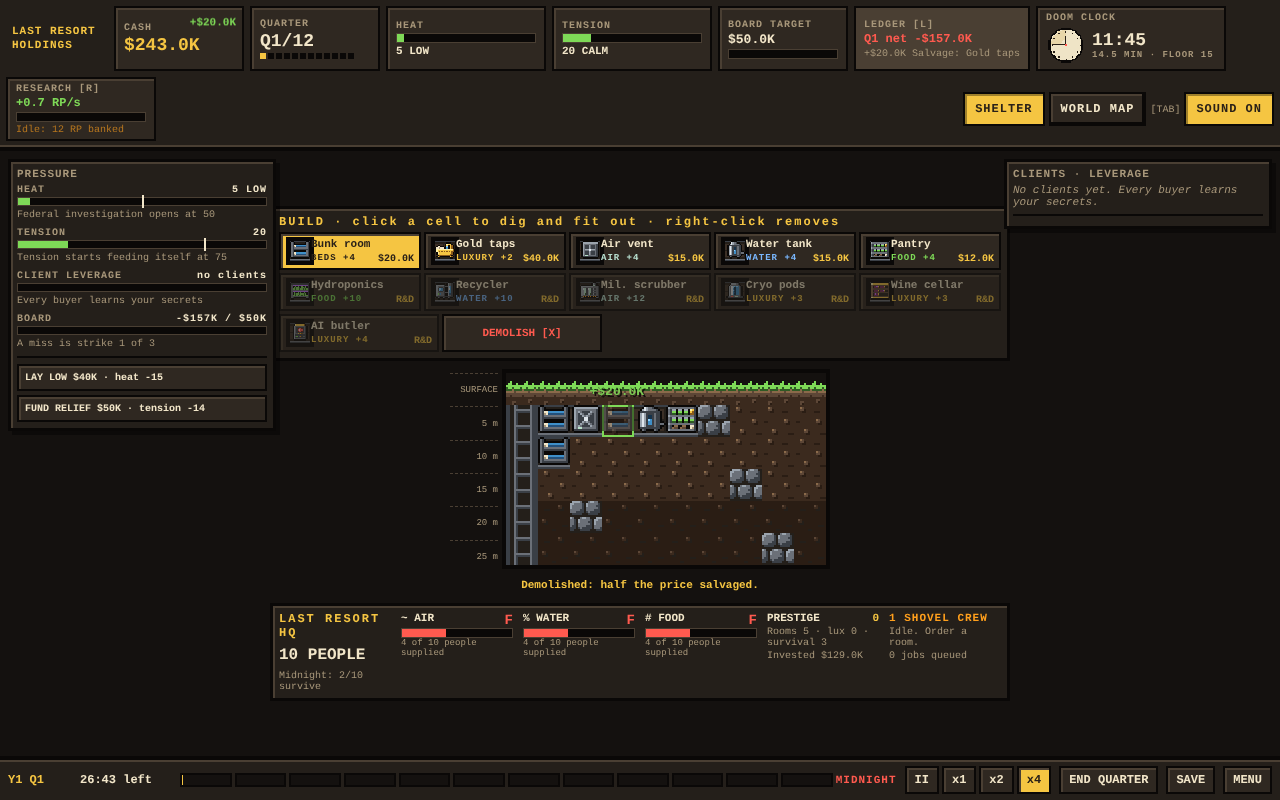 LAST RESORT
HOLDINGS
CASH
+$20.0K
$243.0K
QUARTER
Q1/12
HEAT
5 LOW
TENSION
20 CALM
BOARD TARGET
$50.0K
LEDGER [L]
Q1 net -$157.0K
+$20.0K Salvage: Gold taps
DOOM CLOCK
11:45
14.5 MIN · FLOOR 15
RESEARCH [R]
+0.7 RP/s
Idle: 12 RP banked
SHELTER
WORLD MAP
[TAB]
SOUND ON
PRESSURE
HEAT
5 LOW
Federal investigation opens at 50
TENSION
20
Tension starts feeding itself at 75
CLIENT LEVERAGE
no clients
Every buyer learns your secrets
BOARD
-$157K / $50K
A miss is strike 1 of 3
LAY LOW $40K · heat -15
FUND RELIEF $50K · tension -14
BUILD · click a cell to dig and fit out · right-click removes
Bunk room
BEDS +4
$20.0K
Gold taps
LUXURY +2
$40.0K
Air vent
AIR +4
$15.0K
Water tank
WATER +4
$15.0K
Pantry
FOOD +4
$12.0K
Hydroponics
FOOD +10
R&D
Recycler
WATER +10
R&D
Mil. scrubber
AIR +12
R&D
Cryo pods
LUXURY +3
R&D
Wine cellar
LUXURY +3
R&D
AI butler
LUXURY +4
R&D
DEMOLISH [X]
CLIENTS · LEVERAGE
No clients yet. Every buyer learns
your secrets.
+$20.0K
SURFACE
5 m
10 m
15 m
20 m
25 m
Demolished: half the price salvaged.
LAST RESORT
HQ
10 PEOPLE
Midnight: 2/10
survive
~ AIR
F
4 of 10 people
supplied
% WATER
F
4 of 10 people
supplied
# FOOD
F
4 of 10 people
supplied
PRESTIGE
0
Rooms 5 · lux 0 ·
survival 3
Invested $129.0K
1 SHOVEL CREW
Idle. Order a
room.
0 jobs queued
Y1 Q1
26:43 left
MIDNIGHT
II
x1
x2
x4
END QUARTER
SAVE
MENU